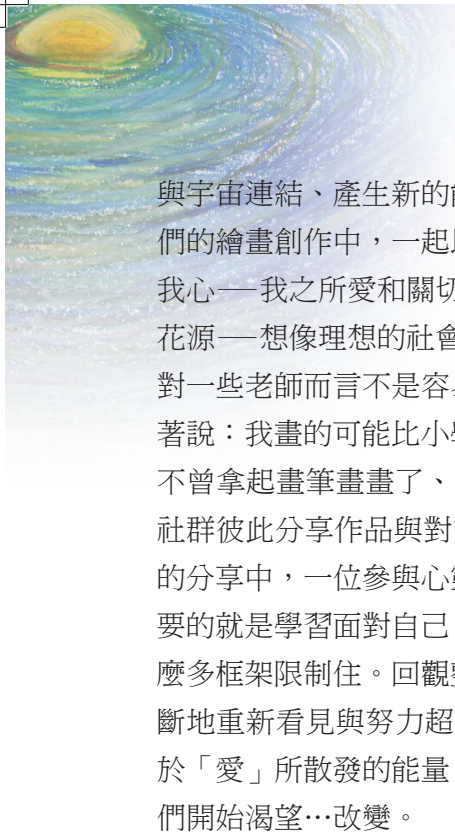 與宇宙連結、產生新的
們的繪畫創作中,一起
我心——我之所愛和關切
花源——想像理想的社會
對一些老師而言不是容
著說:我畫的可能比小
不曾拿起畫筆畫畫了、
社群彼此分享作品與對
的分享中,一位參與心
要的就是學習面對自己
麼多框架限制住。回觀
斷地重新看見與努力超
於「愛」所散發的能量
們開始渴望…改變。